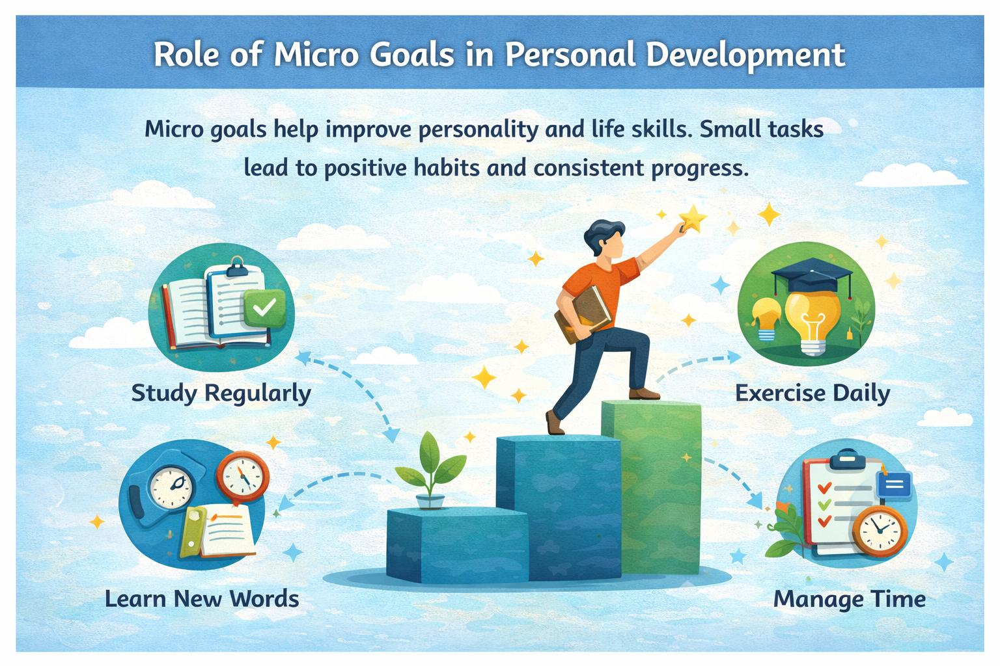 Role of Micro Goals in Personal Development
Micro goals help improve personality and life skills. Small tasks
lead to positive habits and consistent progress.
Study Regularly
Exercise Daily
Learn New Words
Manage Time